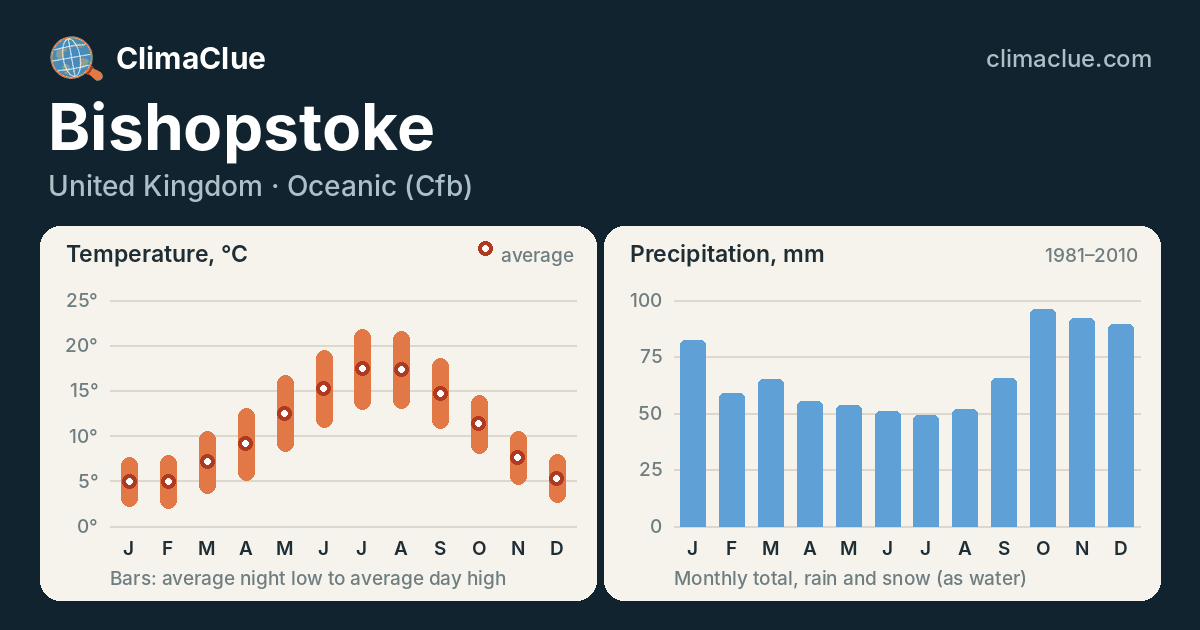 ClimaClue
climaclue.com
Bishopstoke
United Kingdom · Oceanic (Cfb)
Temperature, °C
average
25°
20°
15°
10°
5°
0°
J F M A M J J A S O N D
Bars: average night low to average day high
Precipitation, mm
1981–2010
100
75
50
25
0
J F M A M J J A S O N D
Monthly total, rain and snow (as water)